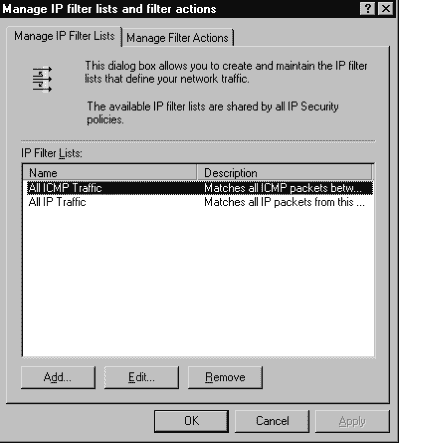 Manage IP filter lists and filter actions
Manage IP Filter Lists Manage Filter Actions
This dialog box allows you to create and maintain the IP filter
lists that define your network traffic.
The available IP filter lists are shared by all IP Security
policies.
IP Filter Lists:
Name Description
All ICMP Traffic Matches all ICMP packets betw...
All IP Traffic Matches all IP packets from this ...
Add... Edit... Remove
OK Cancel Apply